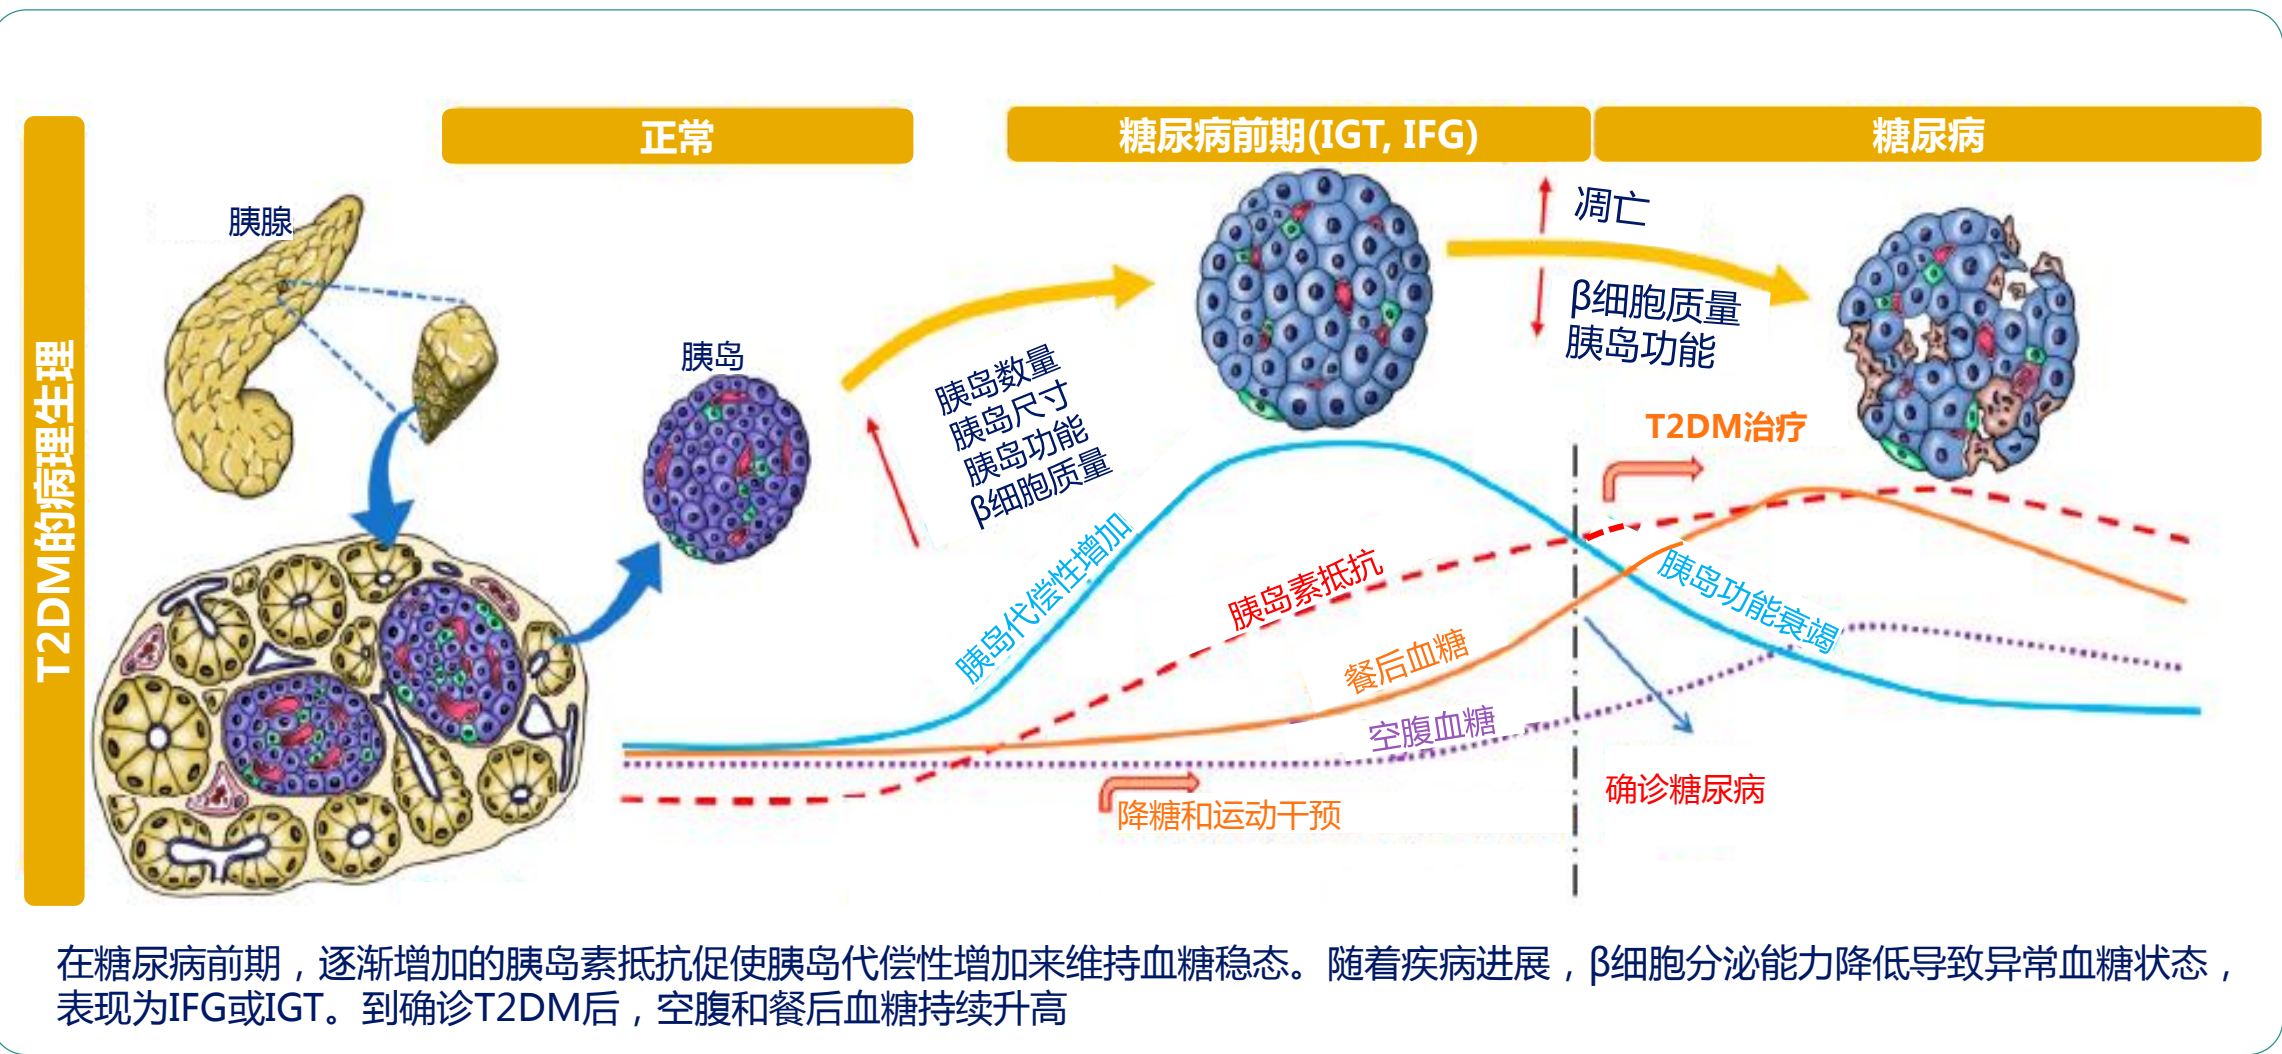 T2DM的病理生理
正常
糖尿病前期(IGT, IFG)
糖尿病
胰腺
胰岛
胰岛数量
胰岛尺寸
胰岛功能
β细胞质量
凋亡
β细胞质量
胰岛功能
T2DM治疗
胰岛代偿性增加
胰岛素抵抗
餐后血糖
空腹血糖
胰岛功能衰竭
降糖和运动干预
确诊糖尿病
在糖尿病前期，逐渐增加的胰岛素抵抗促使胰岛代偿性增加来维持血糖稳态。随着疾病进展，β细胞分泌能力降低导致异常血糖状态，
表现为IFG或IGT。到确诊T2DM后，空腹和餐后血糖持续升高